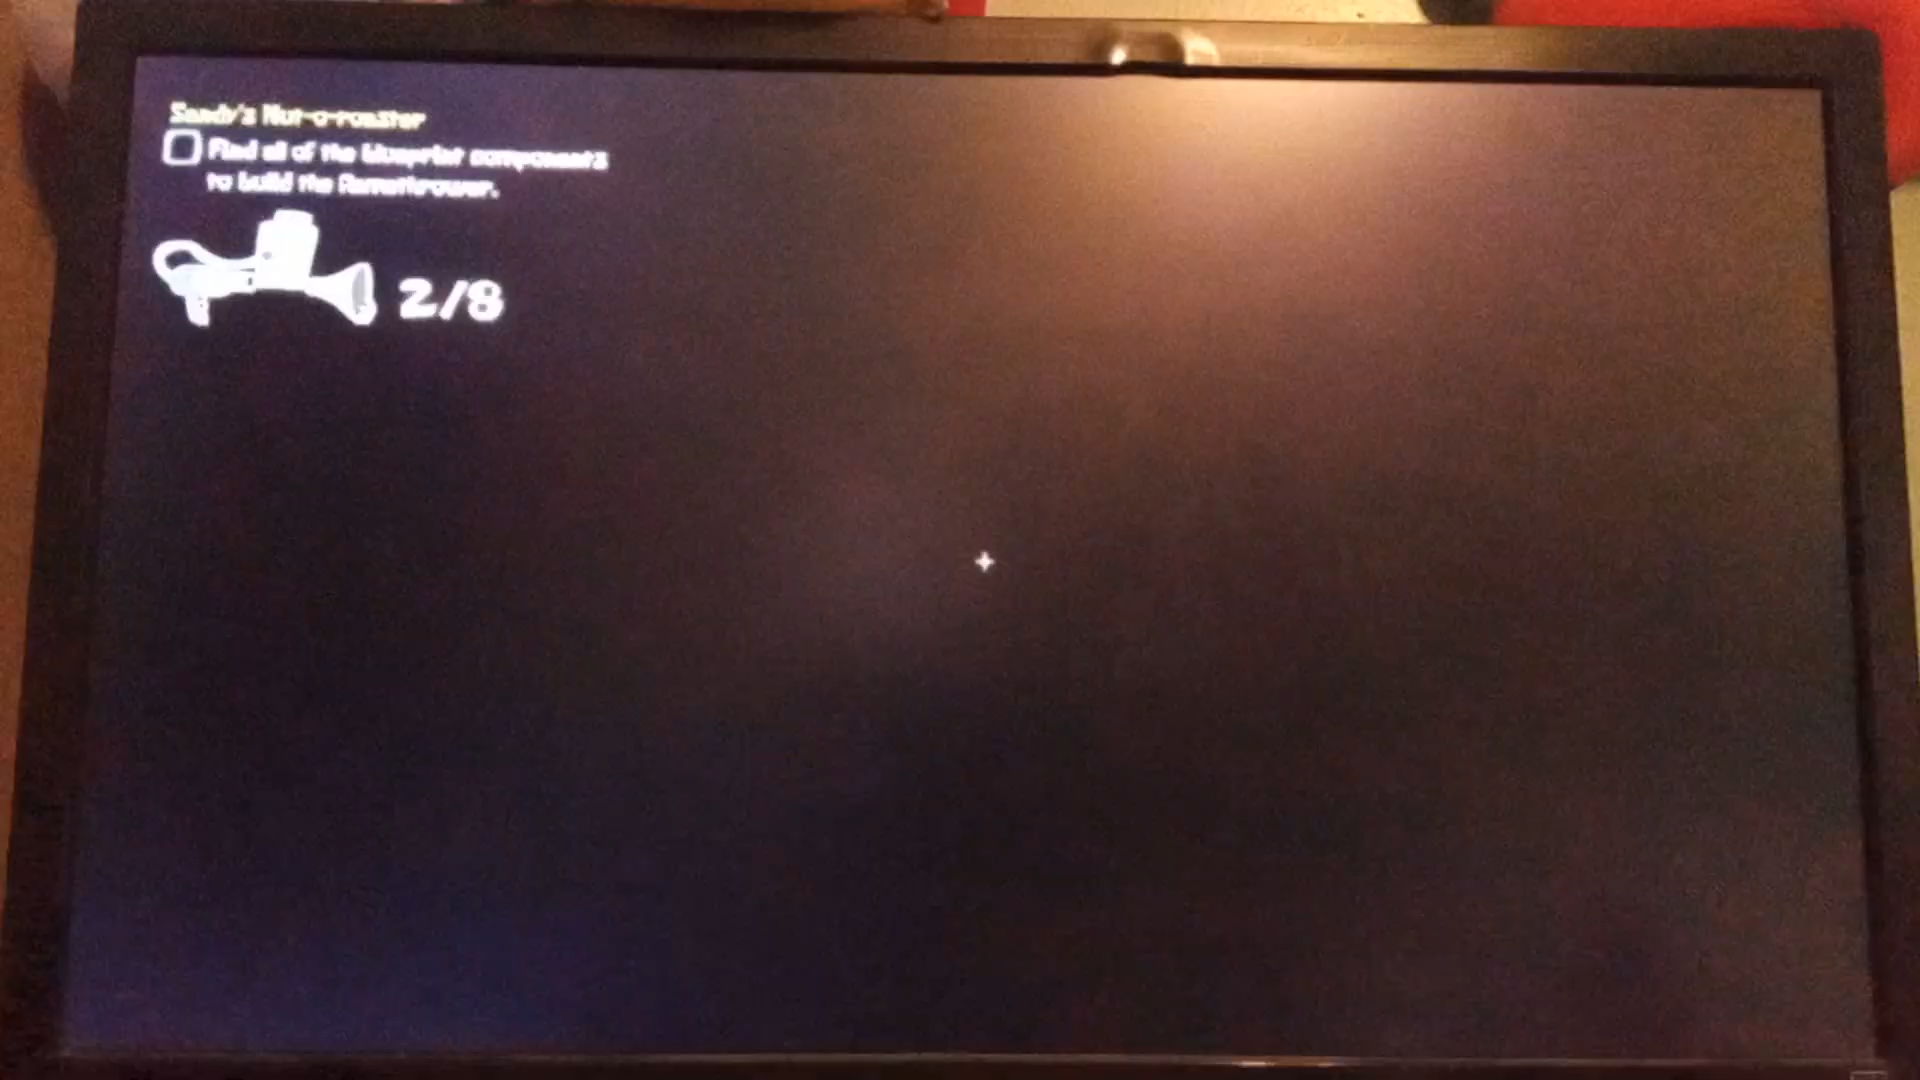 Sandy's Nut-o-roaster
Find all of the blueprint components
to build the flamethrower.
2/8